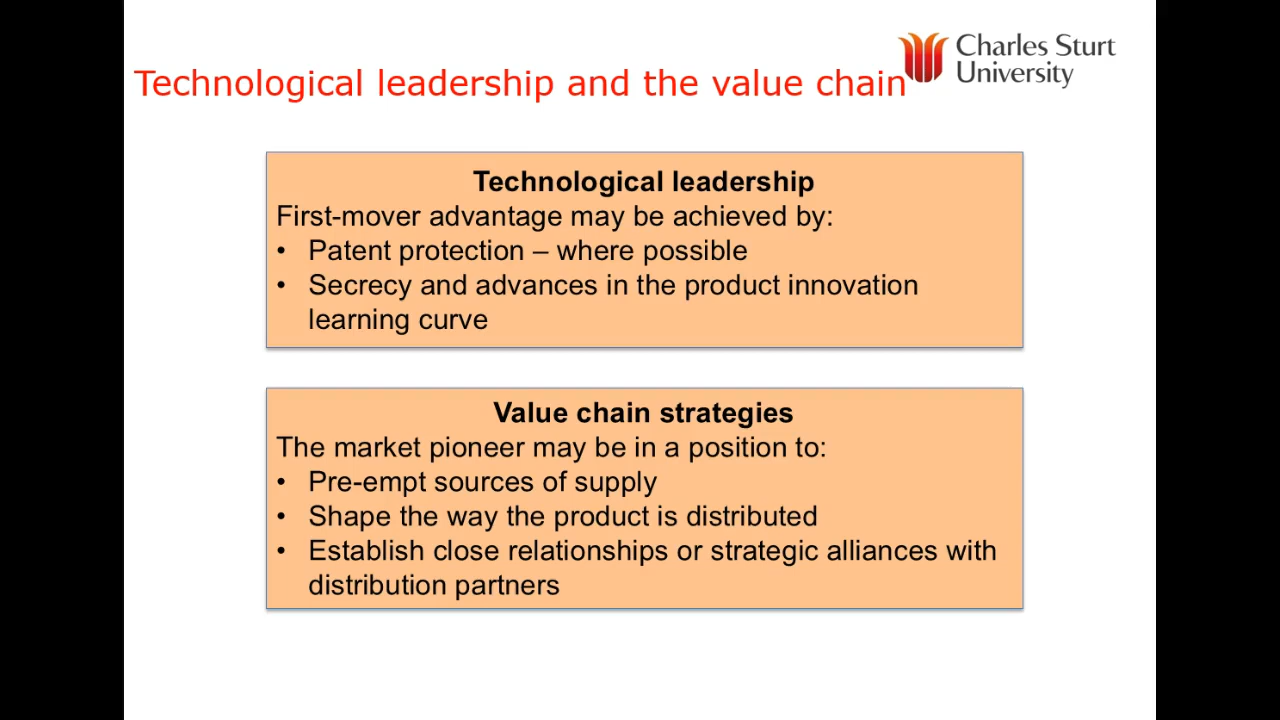 Charles Sturt
University
Technological leadership and the value chain
Technological leadership
First-mover advantage may be achieved by:
• Patent protection – where possible
• Secrecy and advances in the product innovation
learning curve
Value chain strategies
The market pioneer may be in a position to:
• Pre-empt sources of supply
• Shape the way the product is distributed
• Establish close relationships or strategic alliances with
distribution partners